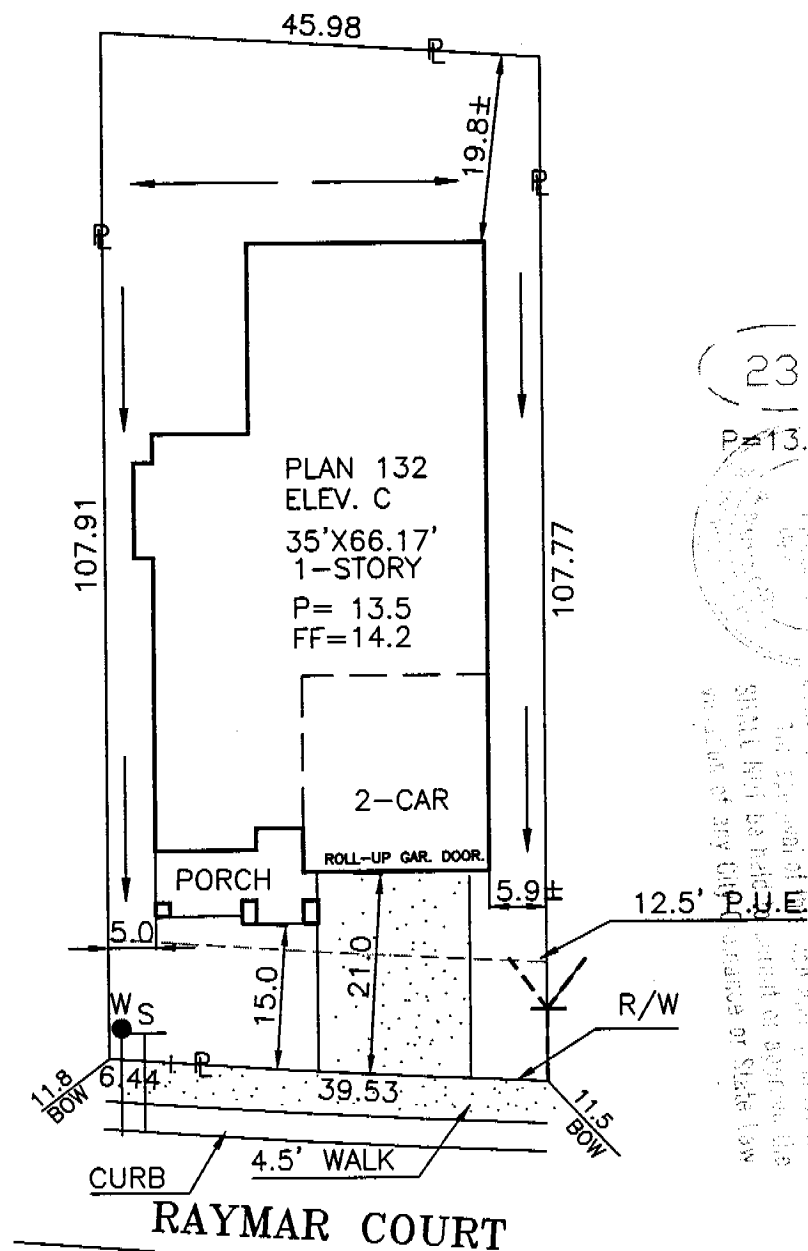 45.98
PL
19.8±
PL
PL
23
P=13.
PLAN 132
ELEV. C
35'X66.17'
1-STORY
P= 13.5
FF=14.2
107.91
107.77
2-CAR
ROLL-UP GAR. DOOR.
PORCH
5.9±
12.5' P.U.E
5.0
15.0
21.0
W
S
R/W
PL
6.44
39.53
11.8
BOW
11.5
BOW
4.5' WALK
CURB
RAYMAR COURT
or State law